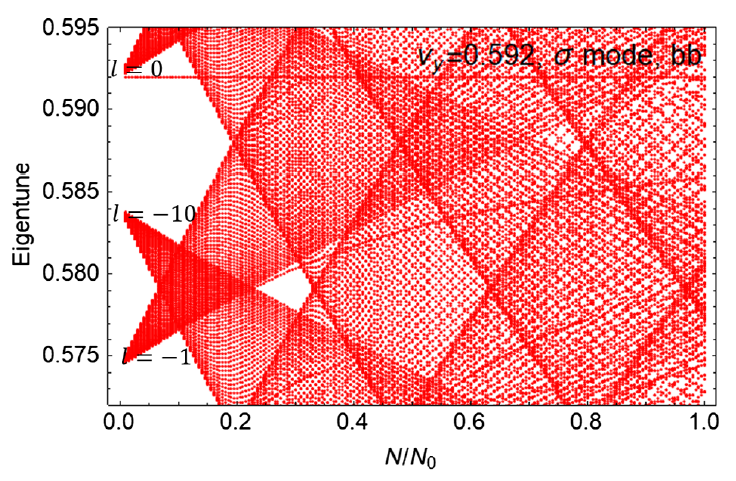 0.595
ν_y=0.592, σ mode, bb
l = 0
0.590
0.585
l = −10
Eigentune
0.580
0.575
l = −1
0.0 0.2 0.4 0.6 0.8 1.0
N/N_0